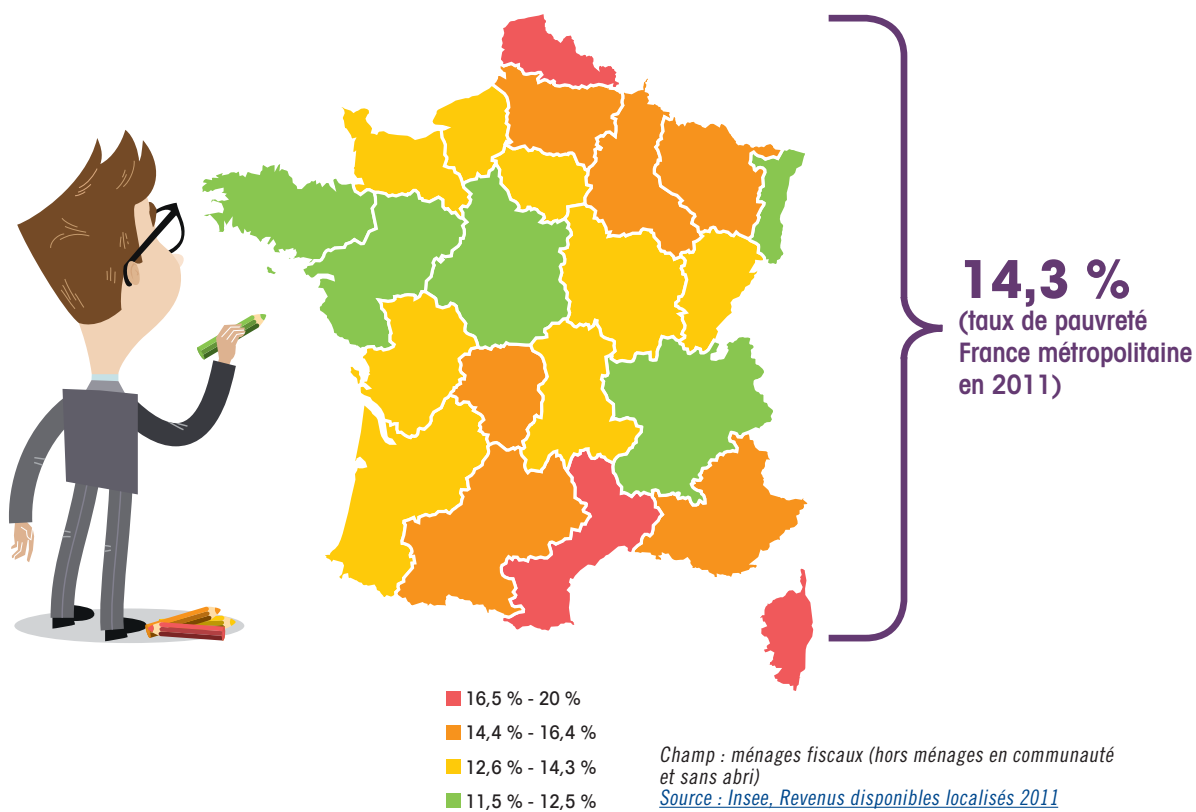 14,3 %
(taux de pauvreté
France métropolitaine
en 2011)
16,5 % - 20 %
14,4 % - 16,4 %
12,6 % - 14,3 %
11,5 % - 12,5 %
Champ : ménages fiscaux (hors ménages en communauté
et sans abri)
Source : Insee, Revenus disponibles localisés 2011